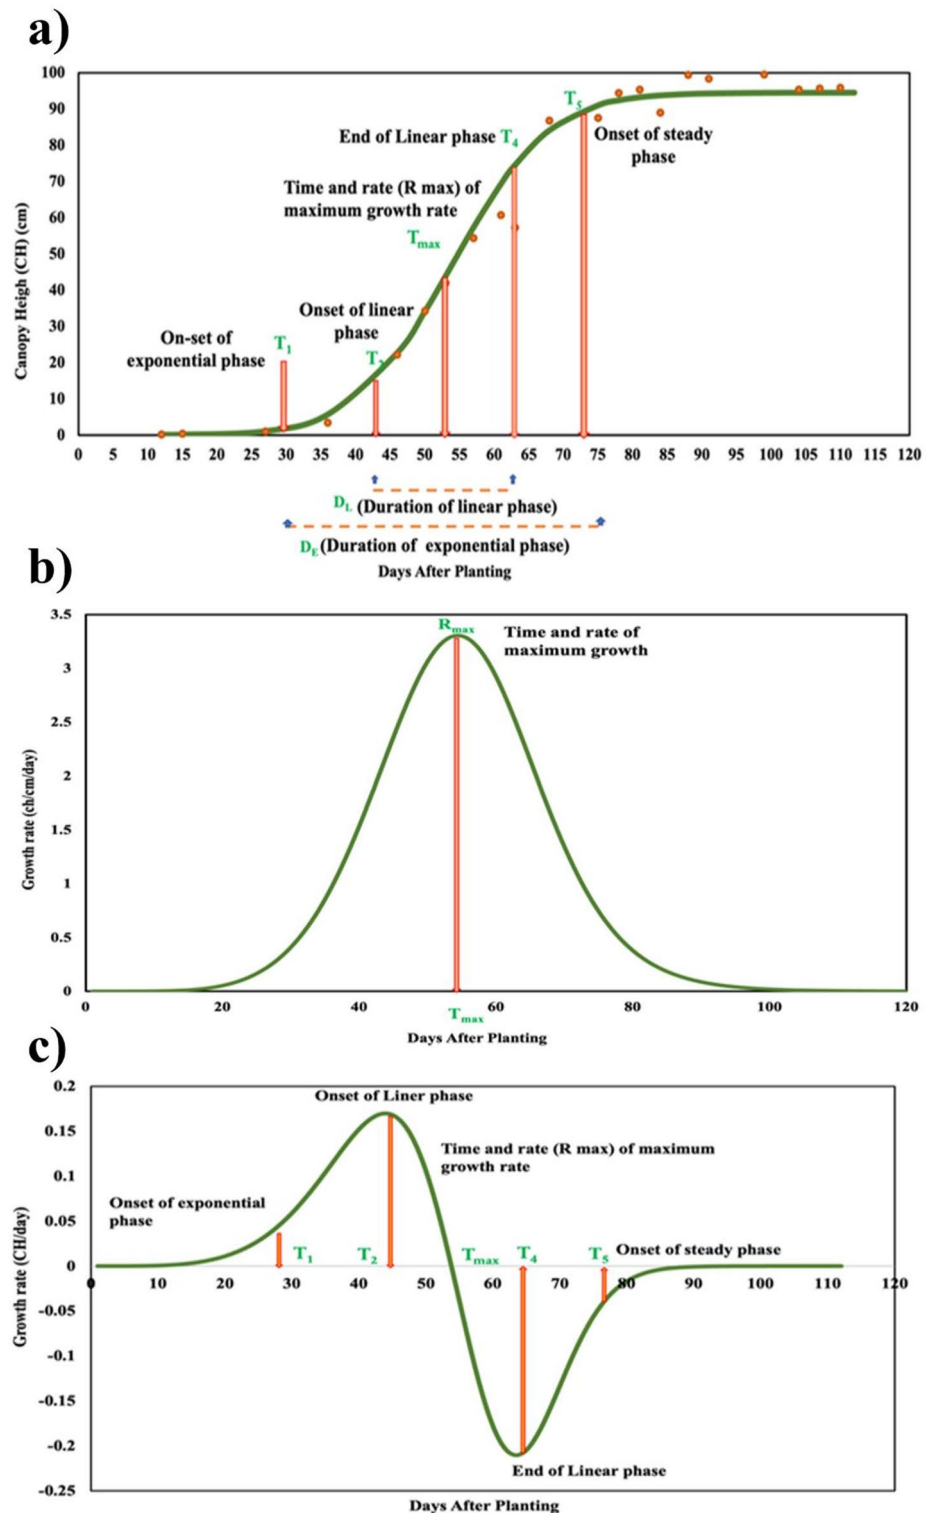 a)
100
90
80
70
60
50
40
30
20
10
0
Canopy Heigh (CH) (cm)
T5
End of Linear phase T4
Onset of steady
phase
Time and rate (R max) of
maximum growth rate
Tmax
Onset of linear
phase
On-set of
exponential phase
T1
T2
0 5 10 15 20 25 30 35 40 45 50 55 60 65 70 75 80 85 90 95 100 105 110 115 120
DL (Duration of linear phase)
DE (Duration of exponential phase)
Days After Planting
b)
3.5
3
2.5
2
1.5
1
0.5
0
Growth rate (ch/cm/day)
Rmax
Time and rate of
maximum growth
0 20 40 60 80 100 120
Tmax
Days After Planting
c)
0.2
0.15
0.1
0.05
0
-0.05
-0.1
-0.15
-0.2
-0.25
Growth rate (CH/day)
Onset of Liner phase
Time and rate (R max) of maximum
growth rate
Onset of exponential
phase
T1 T2 Tmax T4 T5 Onset of steady phase
0 10 20 30 40 50 60 70 80 90 100 110 120
End of Linear phase
Days After Planting